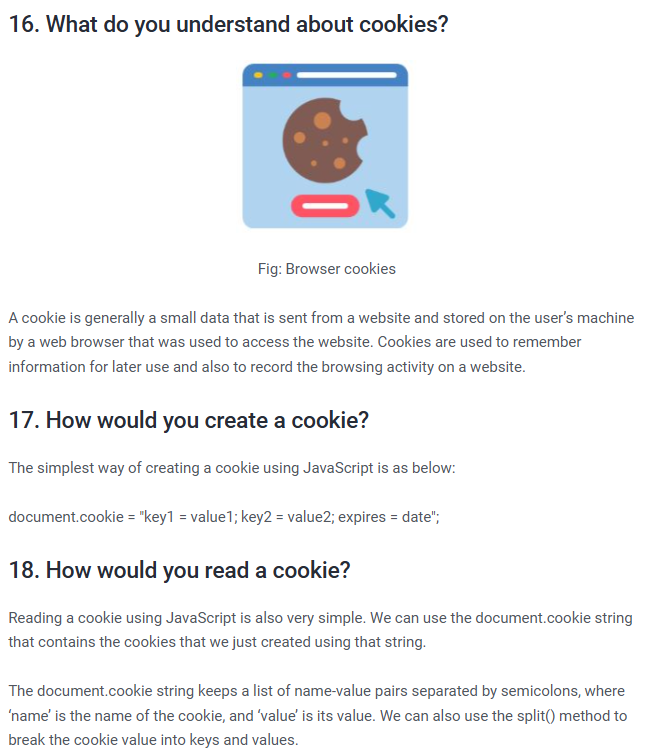 16. What do you understand about cookies?
Fig: Browser cookies
A cookie is generally a small data that is sent from a website and stored on the user’s machine
by a web browser that was used to access the website. Cookies are used to remember
information for later use and also to record the browsing activity on a website.
17. How would you create a cookie?
The simplest way of creating a cookie using JavaScript is as below:
document.cookie = "key1 = value1; key2 = value2; expires = date";
18. How would you read a cookie?
Reading a cookie using JavaScript is also very simple. We can use the document.cookie string
that contains the cookies that we just created using that string.
The document.cookie string keeps a list of name-value pairs separated by semicolons, where
‘name’ is the name of the cookie, and ‘value’ is its value. We can also use the split() method to
break the cookie value into keys and values.